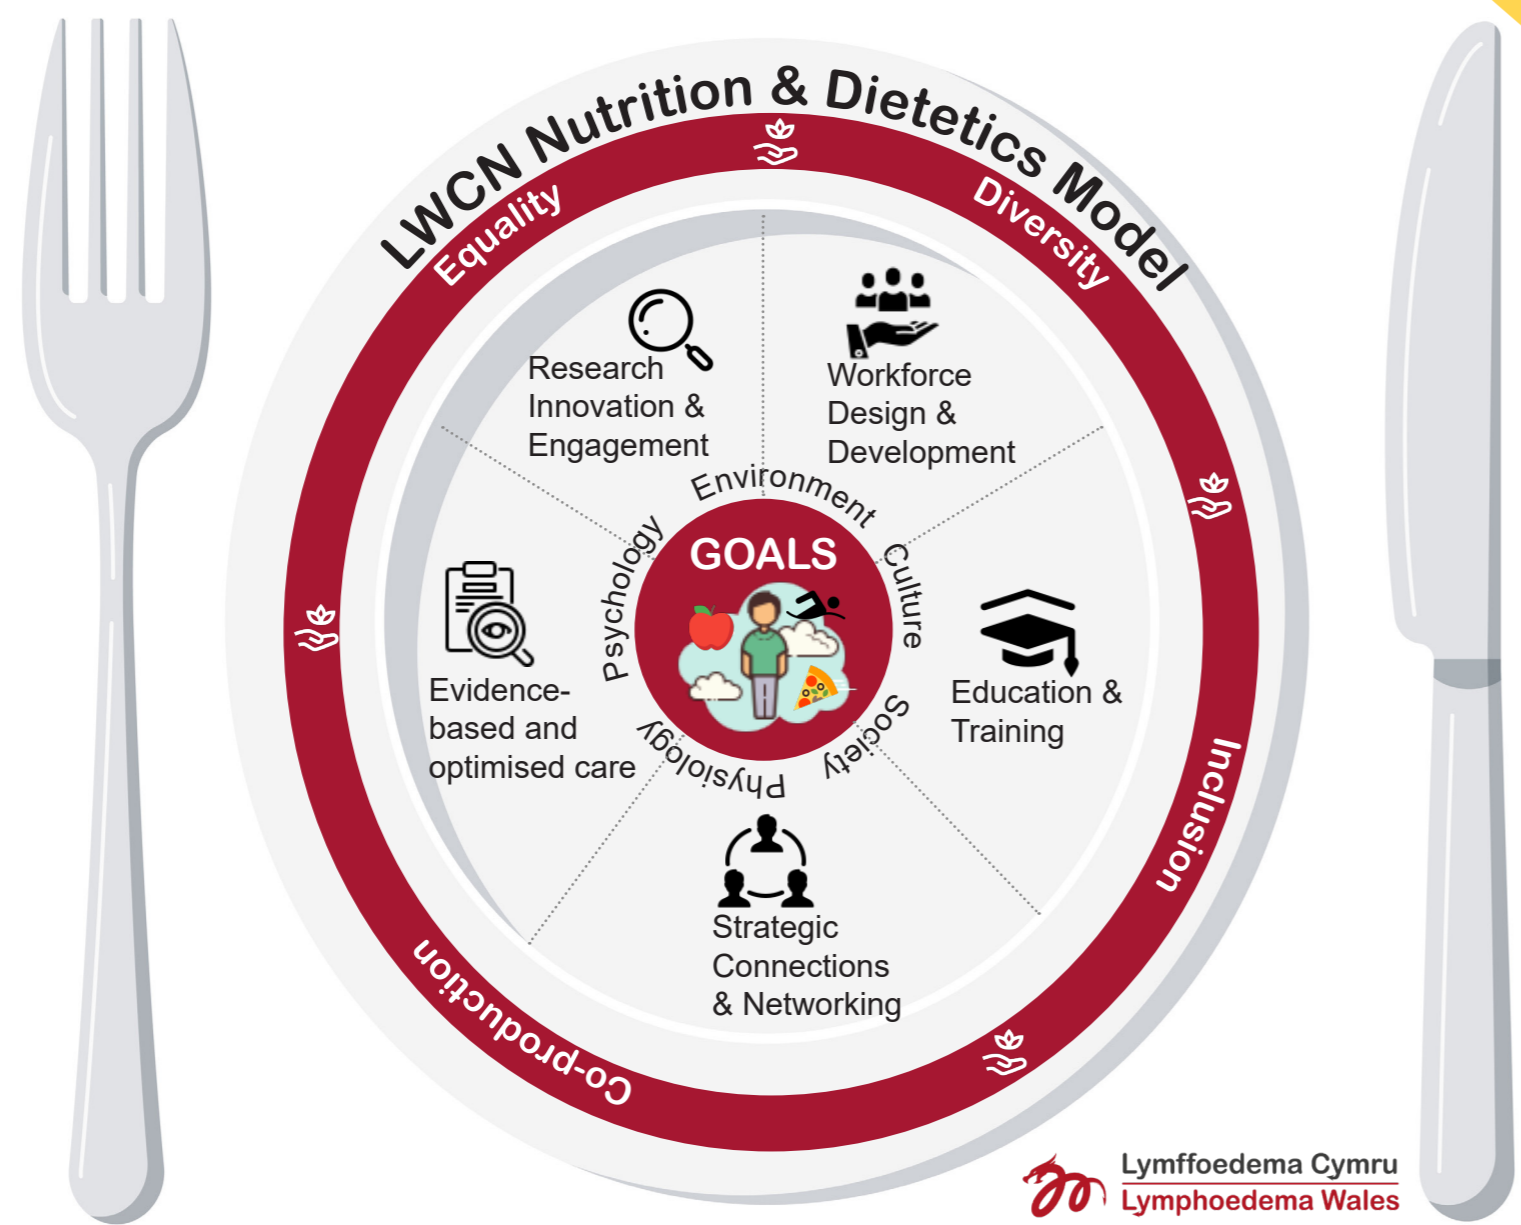 LWCN Nutrition & Dietetics Model
Equality
Diversity
Inclusion
Co-production
Research
Innovation &
Engagement
Workforce
Design &
Development
Education &
Training
Strategic
Connections
& Networking
Evidence-
based and
optimised care
Environment
Culture
Society
Physiology
Psychology
GOALS
Lymffoedema Cymru
Lymphoedema Wales